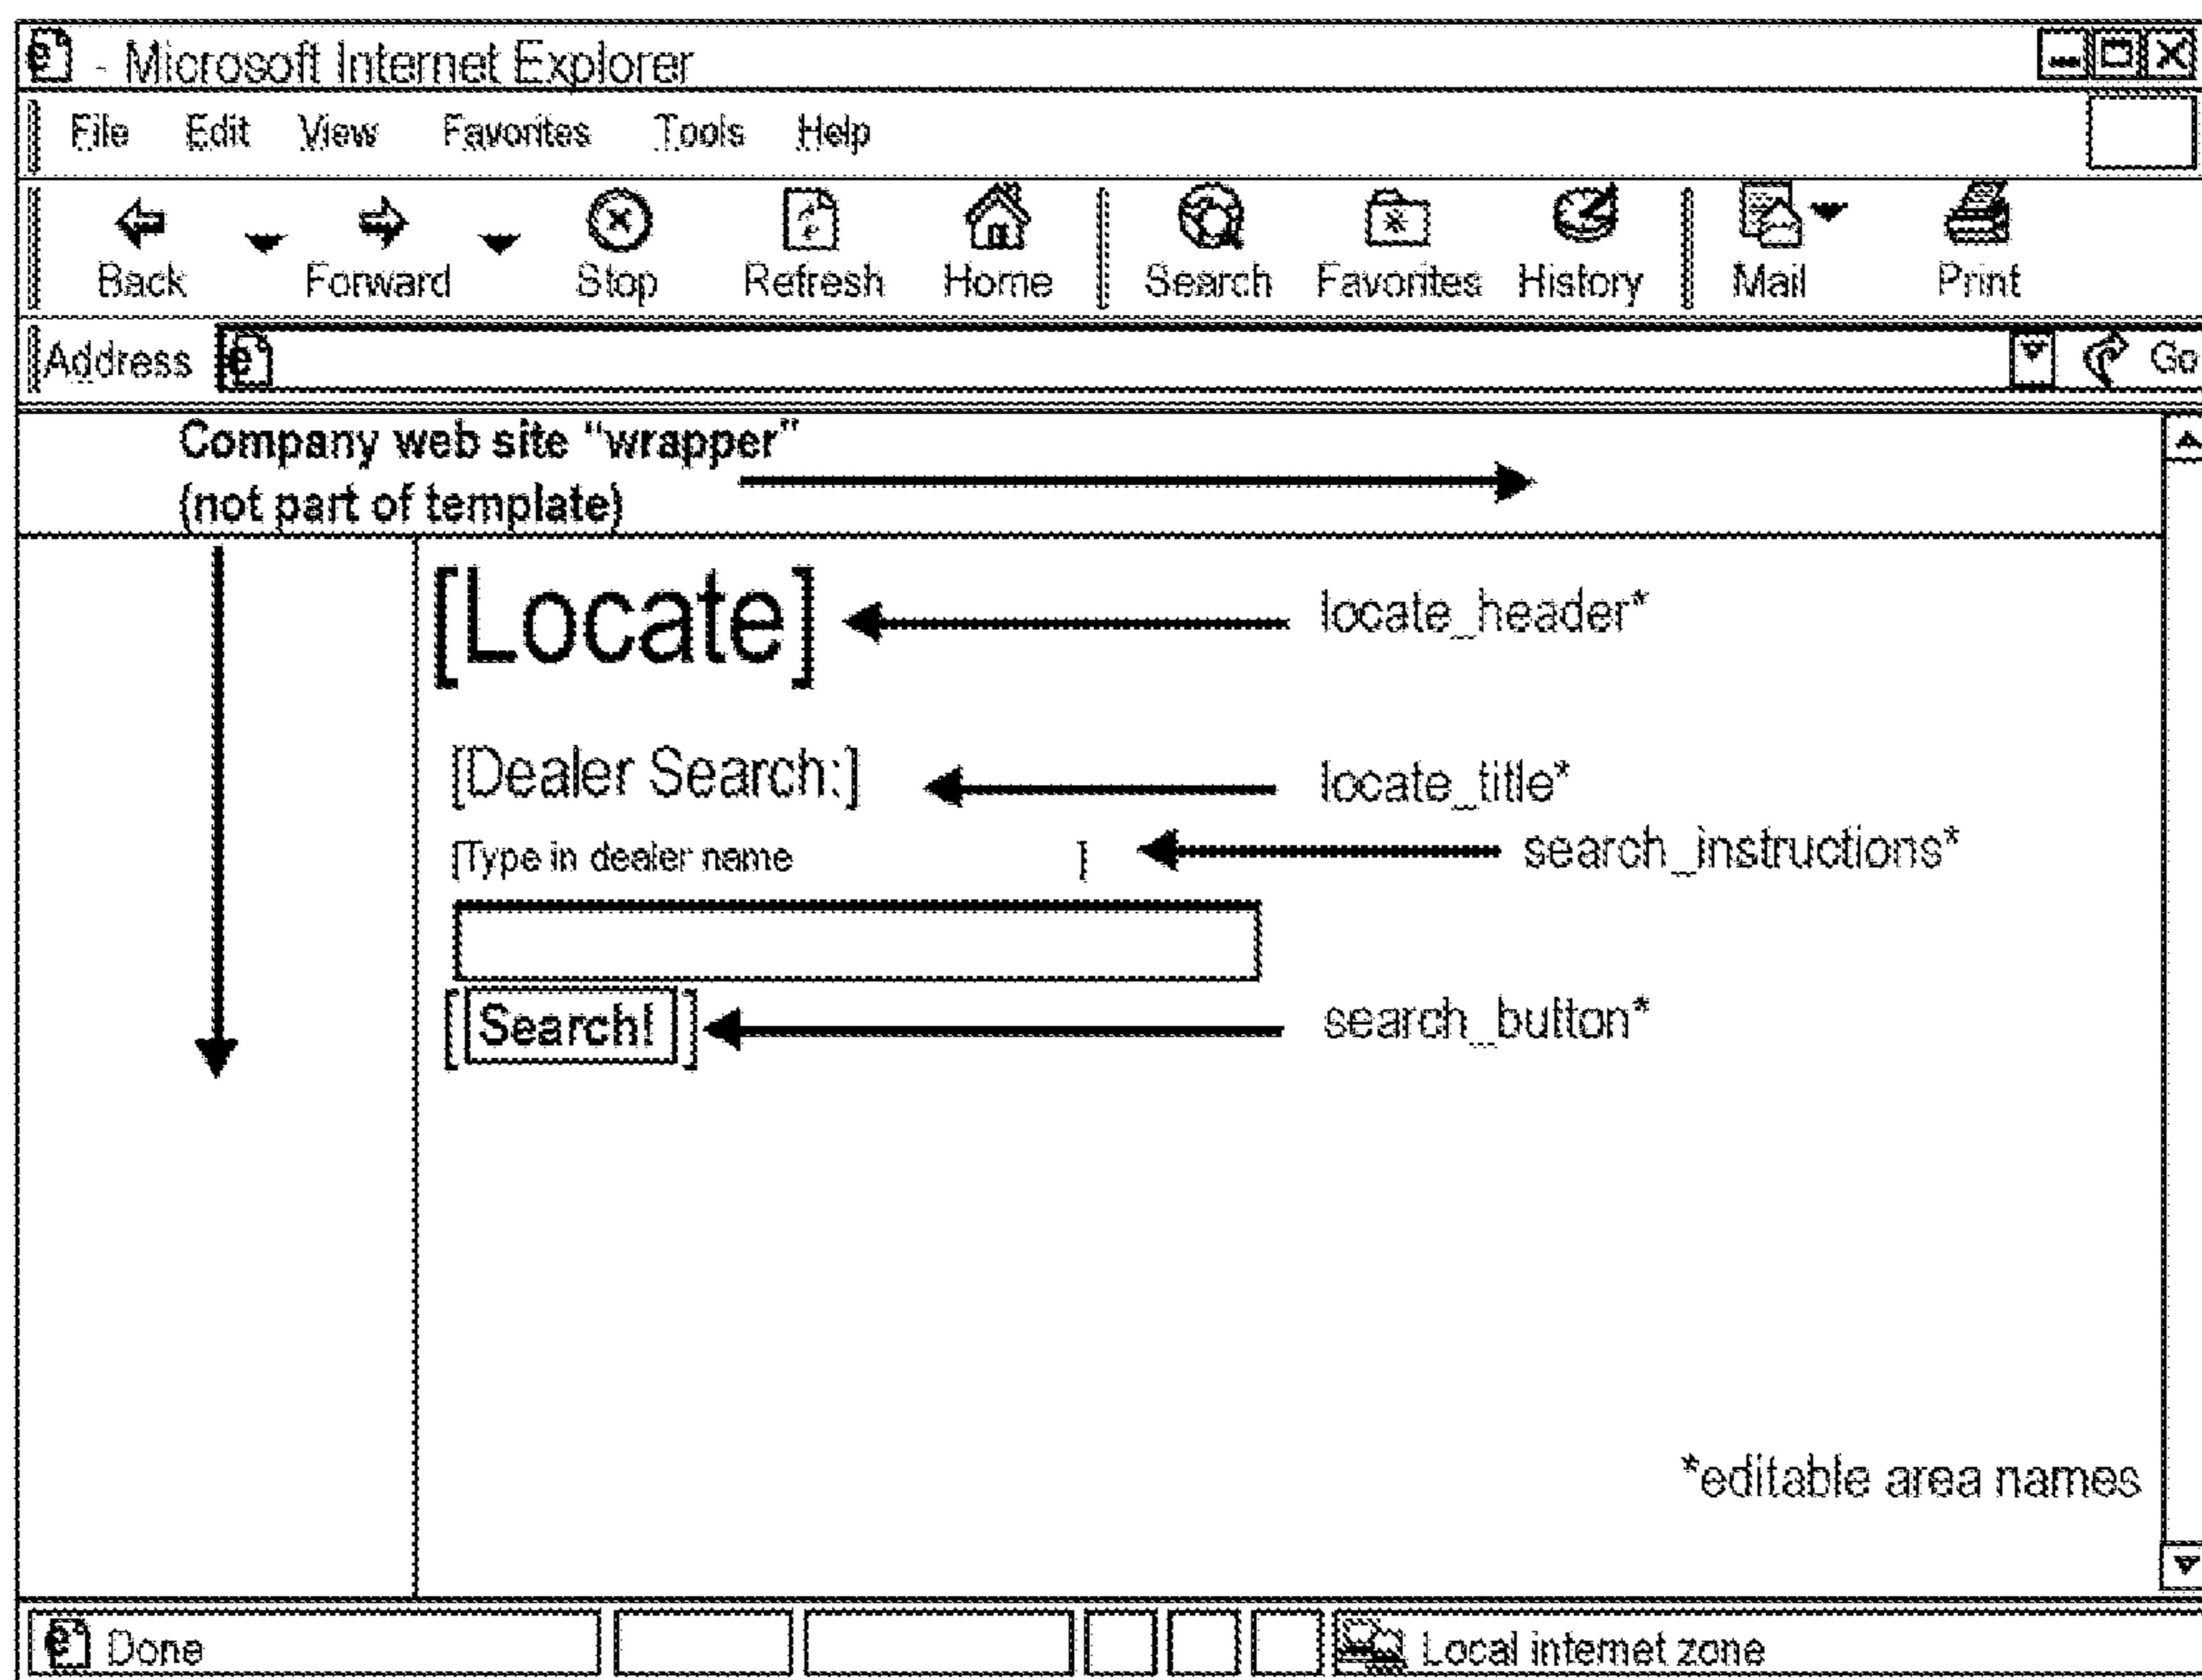 - Microsoft Internet Explorer
File Edit View Favorites Tools Help
Back Forward Stop Refresh Home Search Favorites History Mail Print
Address Go
Company web site “wrapper”
(not part of template)
[Locate] locate_header*
[Dealer Search:] locate_title*
[Type in dealer name ] search_instructions*
[Search!] search_button*
*editable area names
Done Local internet zone